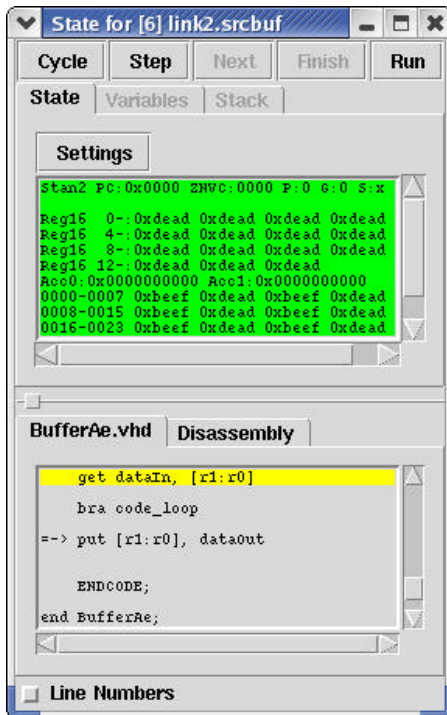 State for [6] link2.srcbuf
Cycle Step Next Finish Run
State Variables Stack
Settings
Stan2 PC:0x0000 ZNVC:0000 P:0 G:0 S:x
Reg16 0-:0xdead 0xdead 0xdead 0xdead
Reg16 4-:0xdead 0xdead 0xdead 0xdead
Reg16 8-:0xdead 0xdead 0xdead 0xdead
Reg16 12-:0xdead 0xdead 0xdead
Acc0:0x0000000000 Acc1:0x0000000000
0000-0007 0xbeef 0xdead 0xbeef 0xdead
0008-0015 0xbeef 0xdead 0xbeef 0xdead
0016-0023 0xbeef 0xdead 0xbeef 0xdead
BufferAe.vhd Disassembly
get dataIn, [r1:r0]
bra code_loop
=-> put [r1:r0], dataOut
ENDCODE;
end BufferAe;
Line Numbers